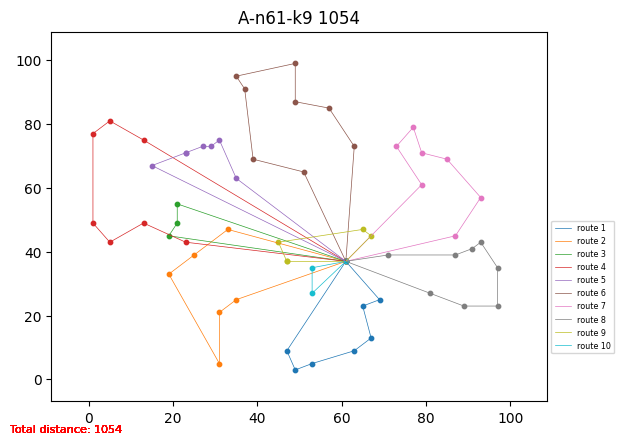 A-n61-k9 1054
100
80
60
40
20
0
0 20 40 60 80 100
route 1
route 2
route 3
route 4
route 5
route 6
route 7
route 8
route 9
route 10
Total distance: 1054